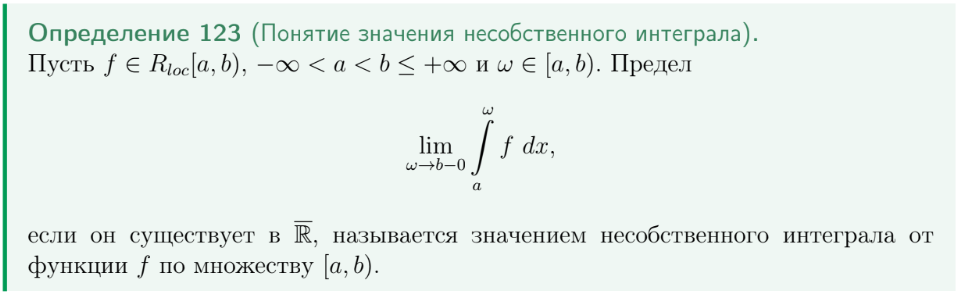 Определение 123 (Понятие значения несобственного интеграла).
Пусть $f \in R_{loc}[a, b)$, $-\infty < a < b \leq +\infty$ и $\omega \in [a, b)$. Предел
$$\lim_{\omega \to b-0} \int\limits_a^\omega f \ dx,$$
если он существует в $\overline{\mathbb{R}}$, называется значением несобственного интеграла от
функции $f$ по множеству $[a, b)$.